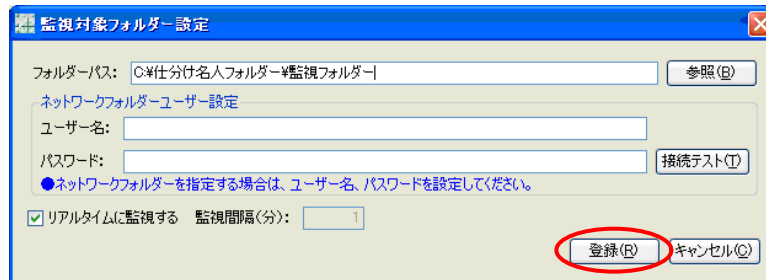 監視対象フォルダー設定
フォルダーパス: C:¥仕分け名人フォルダー¥監視フォルダー 参照(B)
ネットワークフォルダーユーザー設定
ユーザー名:
パスワード: 接続テスト(T)
●ネットワークフォルダーを指定する場合は、ユーザー名、パスワードを設定してください。
リアルタイムに監視する 監視間隔(分): 1
登録(R) キャンセル(C)